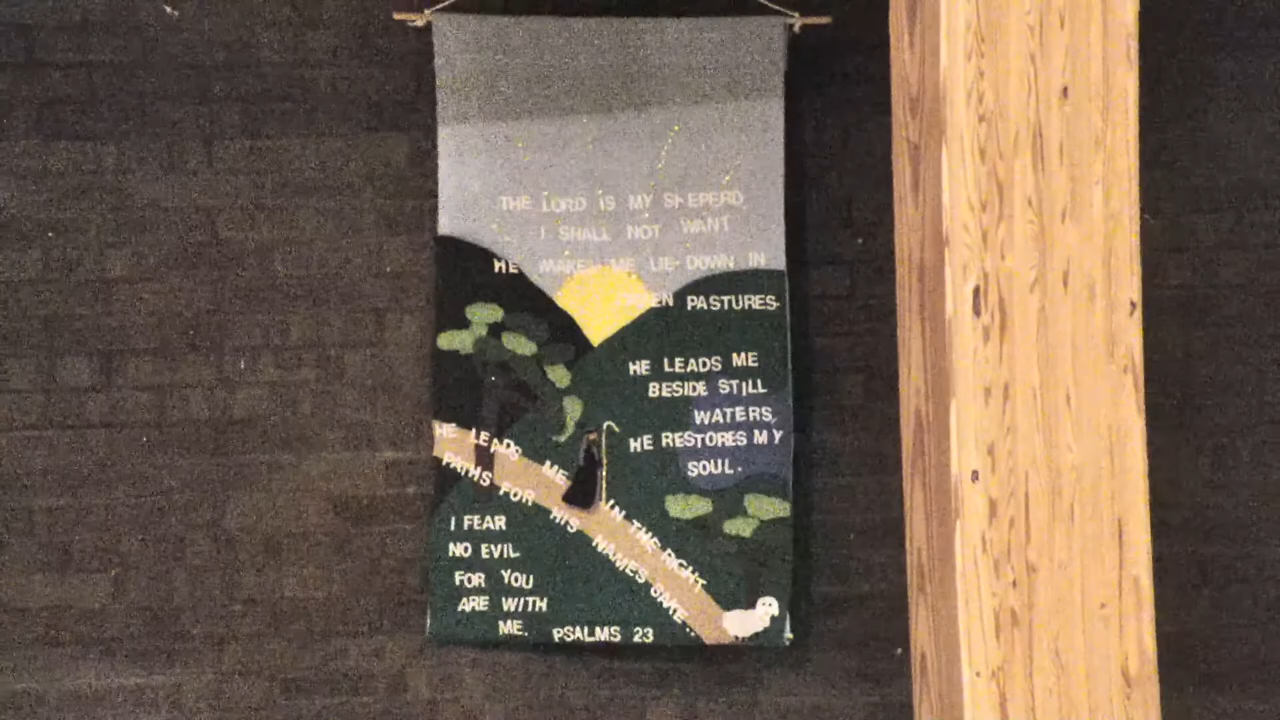 THE LORD IS MY SHEPERD
I SHALL NOT WANT
HE MAKES ME LIE DOWN IN
GREEN PASTURES.
HE LEADS ME
BESIDE STILL
WATERS,
HE RESTORES MY
SOUL.
HE LEADS ME IN THE RIGHT
PATHS FOR HIS NAMES SAKE..
I FEAR
NO EVIL
FOR YOU
ARE WITH
ME.
PSALMS 23